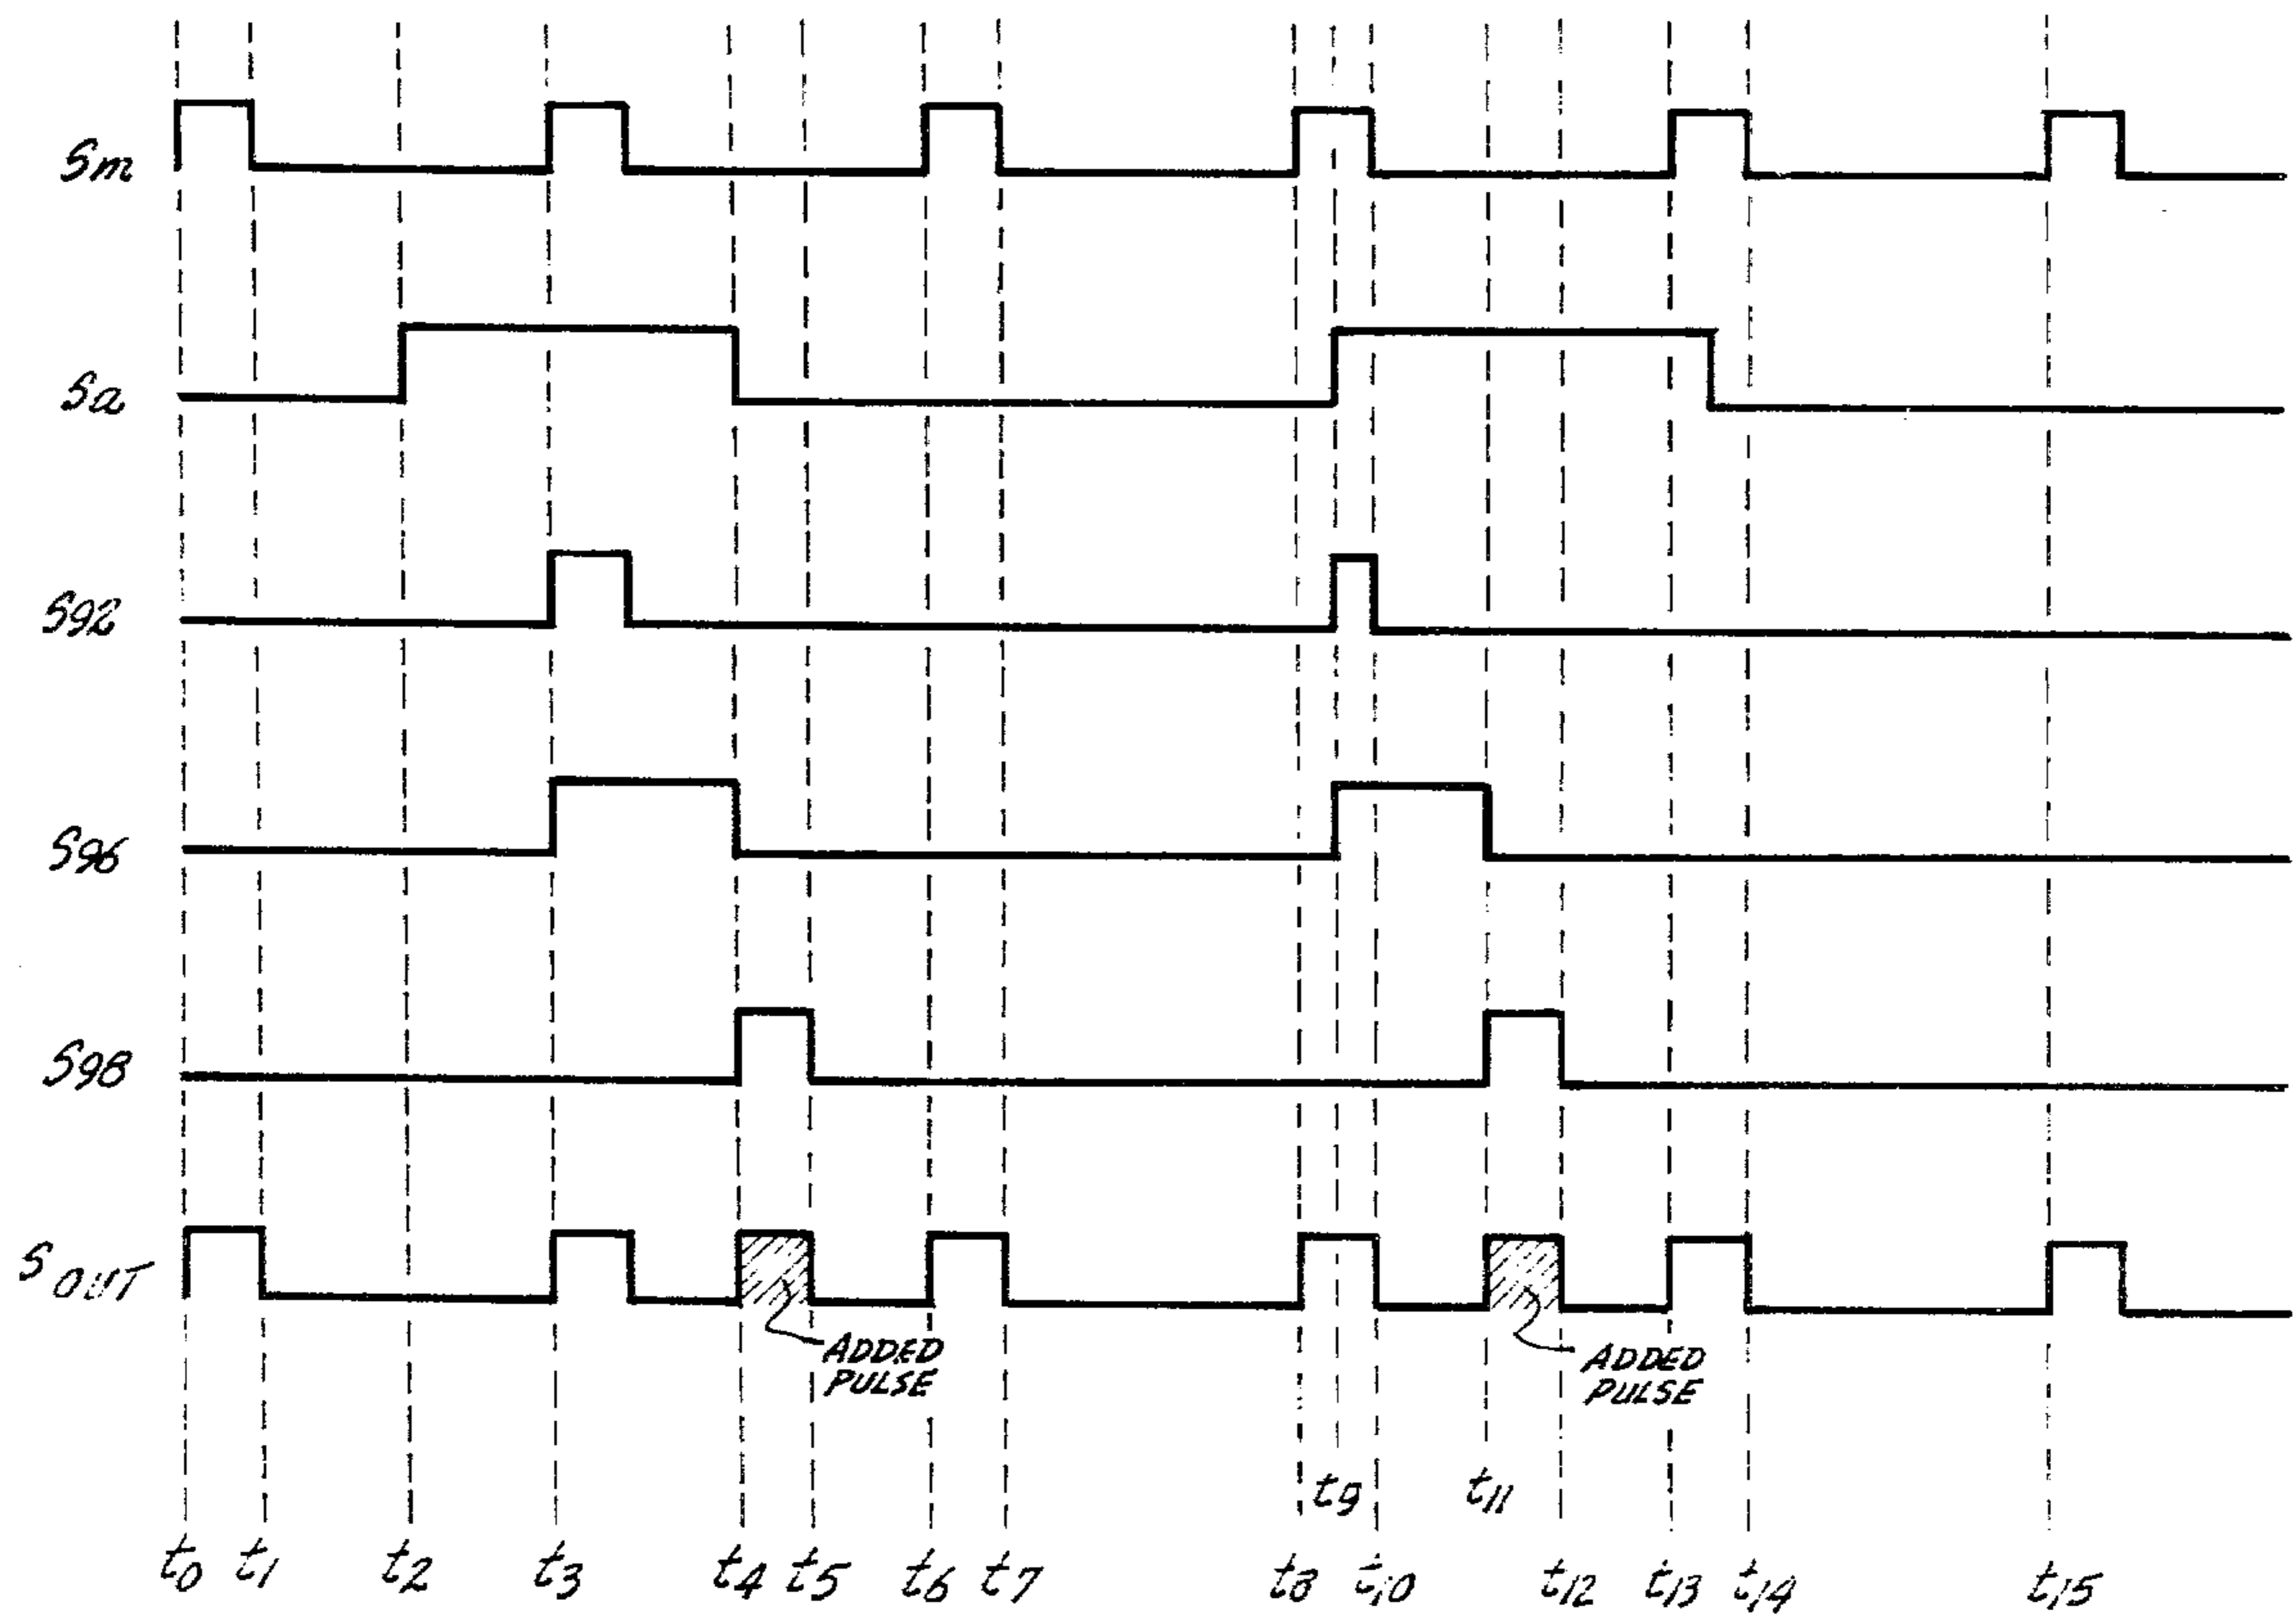 Sm
Sa
S92
S96
S98
S OUT
ADDED
PULSE
ADDED
PULSE
t9
t11
t0 t1 t2 t3 t4 t5 t6 t7 t8 t10 t12 t13 t14 t15